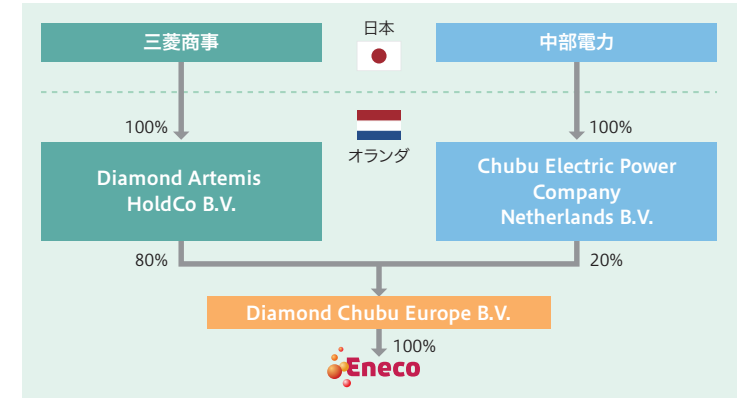 三菱商事
日本
中部電力
100%
オランダ
100%
Diamond Artemis
HoldCo B.V.
Chubu Electric Power
Company
Netherlands B.V.
80%
20%
Diamond Chubu Europe B.V.
100%
Eneco